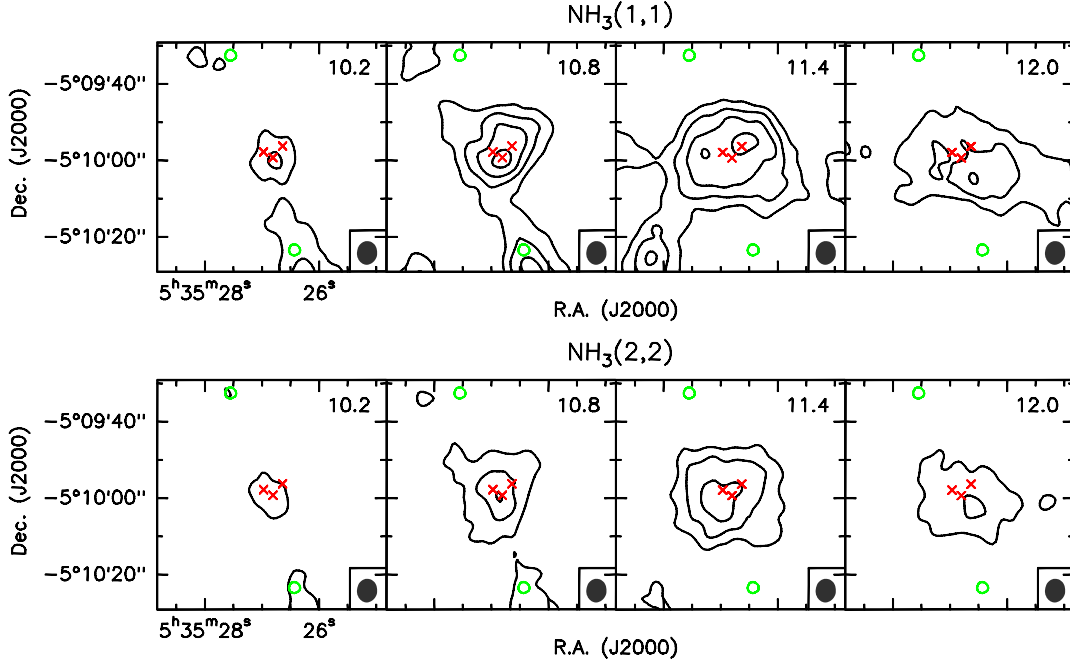 NH₃(1,1)
10.2 10.8 11.4 12.0
−5°09'40''
−5°10'00''
−5°10'20''
Dec. (J2000)
5ʰ35ᵐ28ˢ 26ˢ
R.A. (J2000)
NH₃(2,2)
10.2 10.8 11.4 12.0
−5°09'40''
−5°10'00''
−5°10'20''
Dec. (J2000)
5ʰ35ᵐ28ˢ 26ˢ
R.A. (J2000)